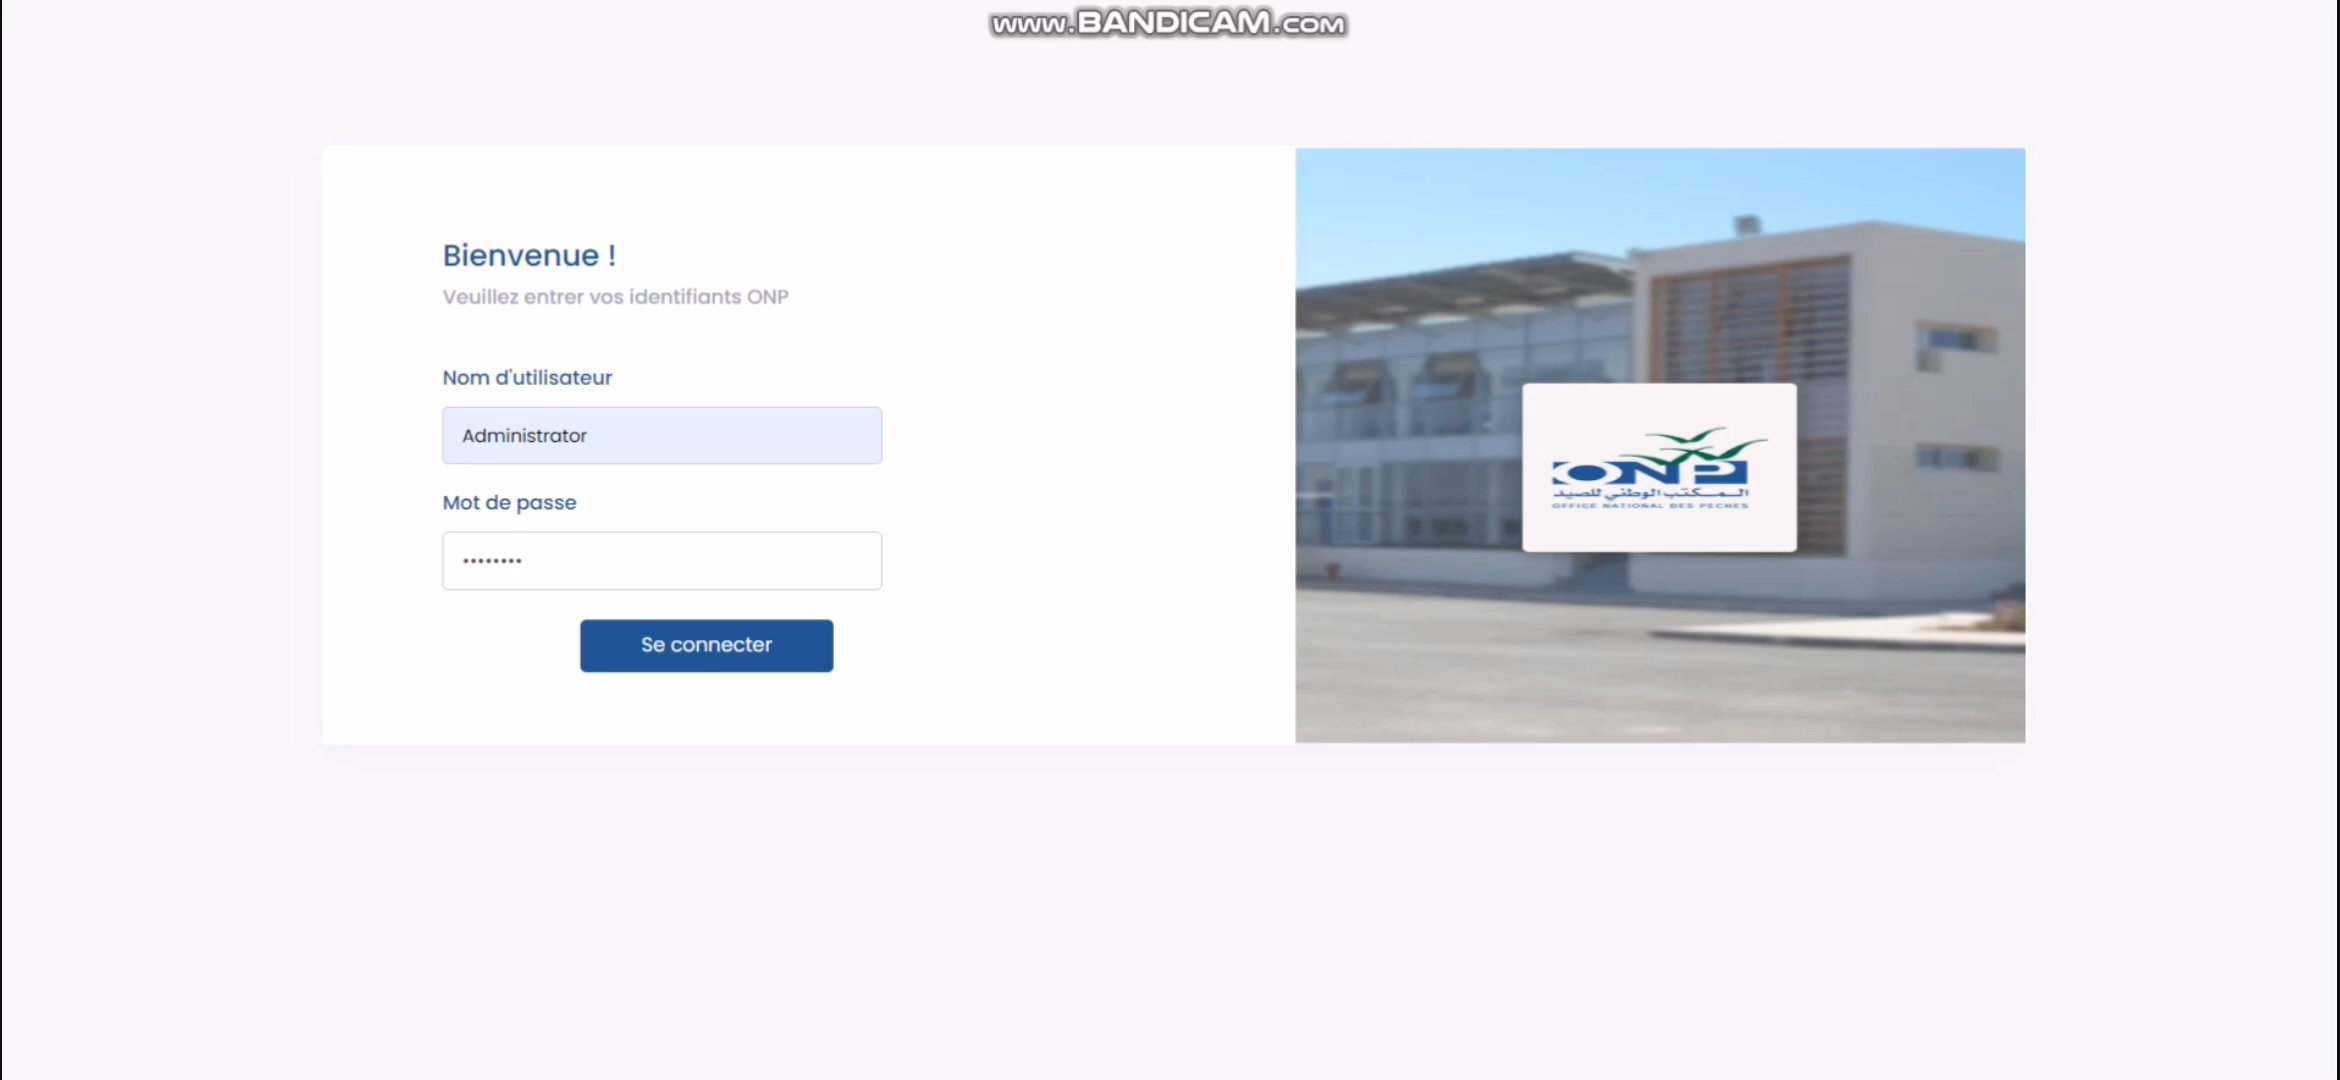 www.BANDICAM.com
Bienvenue !
Veuillez entrer vos identifiants ONP
Nom d'utilisateur
Administrator
Mot de passe
••••••••
Se connecter
ONP
المكتب الوطني للصيد
OFFICE NATIONAL DES PECHES